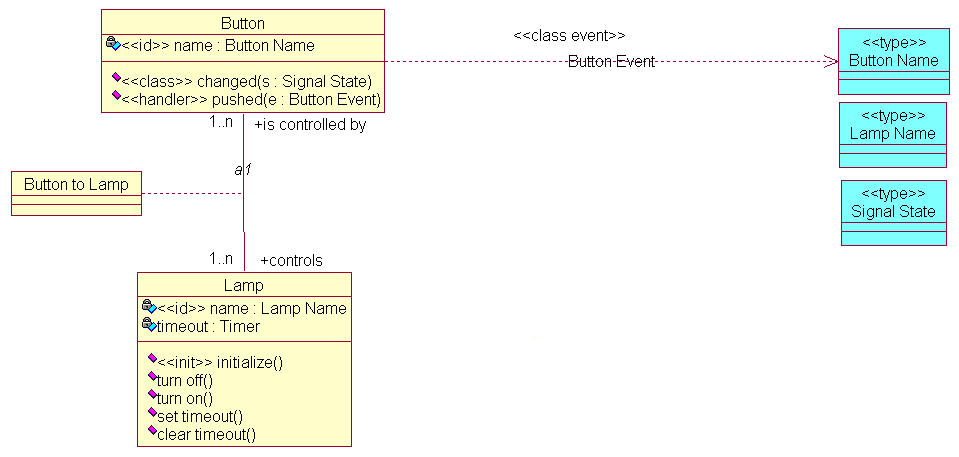 Button
<<id>> name : Button Name
<<class>> changed(s : Signal State)
<<handler>> pushed(e : Button Event)
<<class event>>
Button Event
<<type>>
Button Name
<<type>>
Lamp Name
<<type>>
Signal State
1..n
+is controlled by
a1
Button to Lamp
1..n
+controls
Lamp
<<id>> name : Lamp Name
timeout : Timer
<<init>> initialize()
turn off()
turn on()
set timeout()
clear timeout()